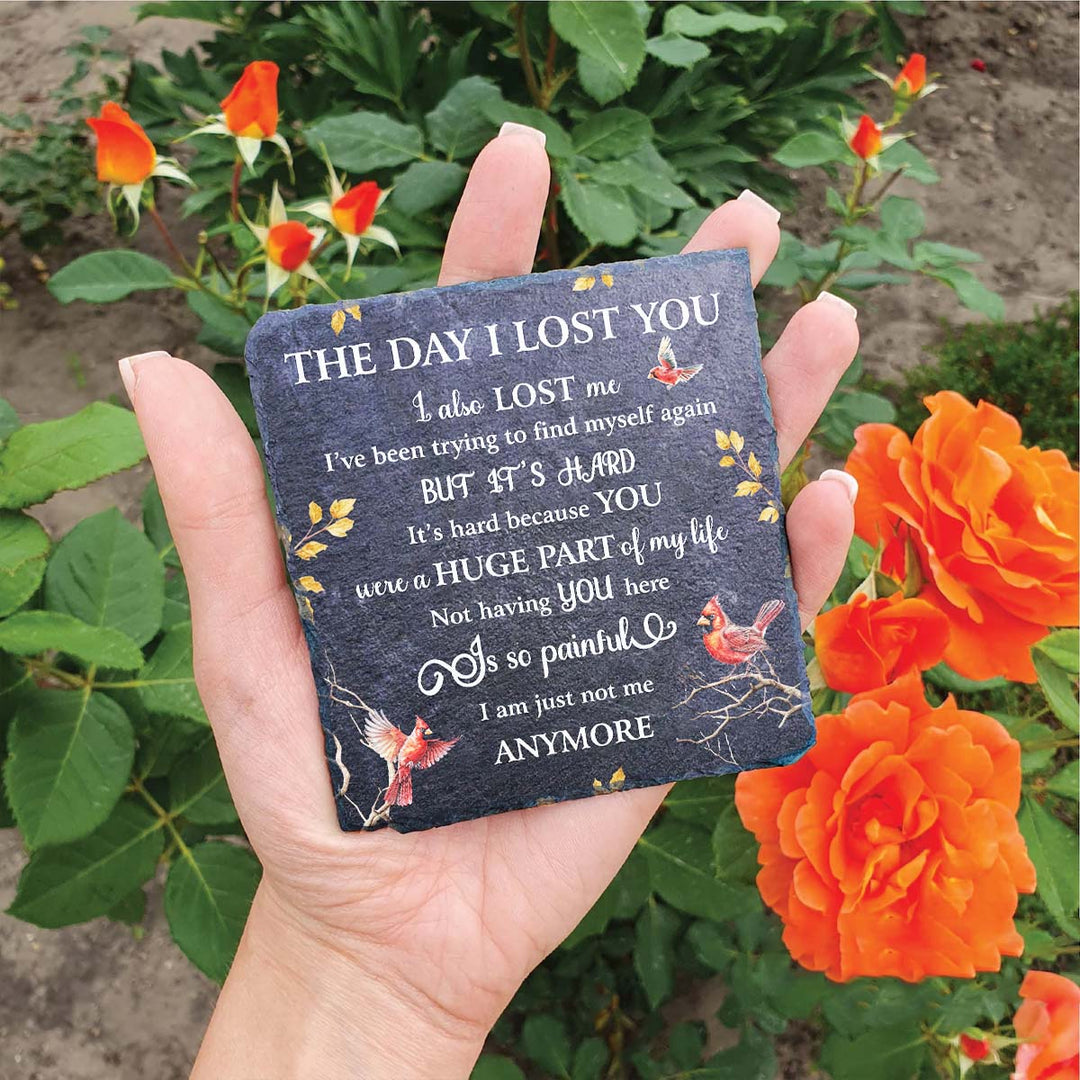 THE DAY I LOST YOU
I also LOST me
I've been trying to find myself again
BUT IT'S HARD
It's hard because YOU
were a HUGE PART of my life
Not having YOU here
Is so painful
I am just not me
ANYMORE